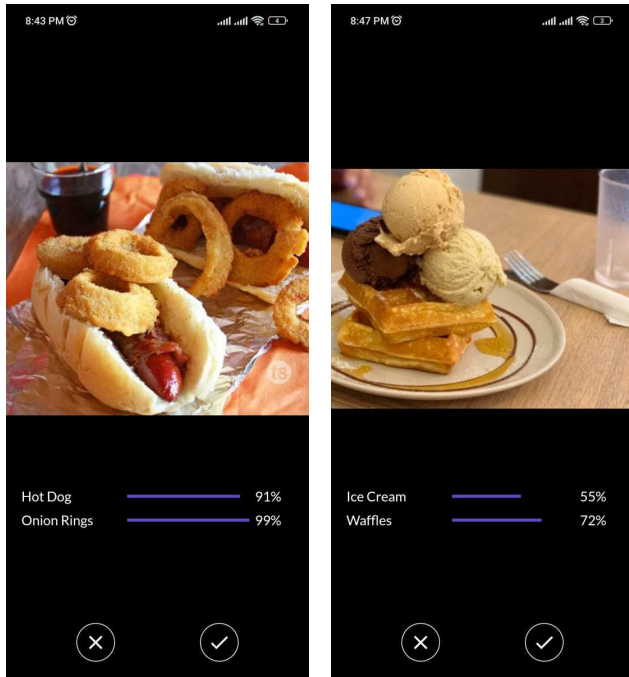 8:43 PM
4
ts
Hot Dog 91%
Onion Rings 99%
8:47 PM
3
Ice Cream 55%
Waffles 72%